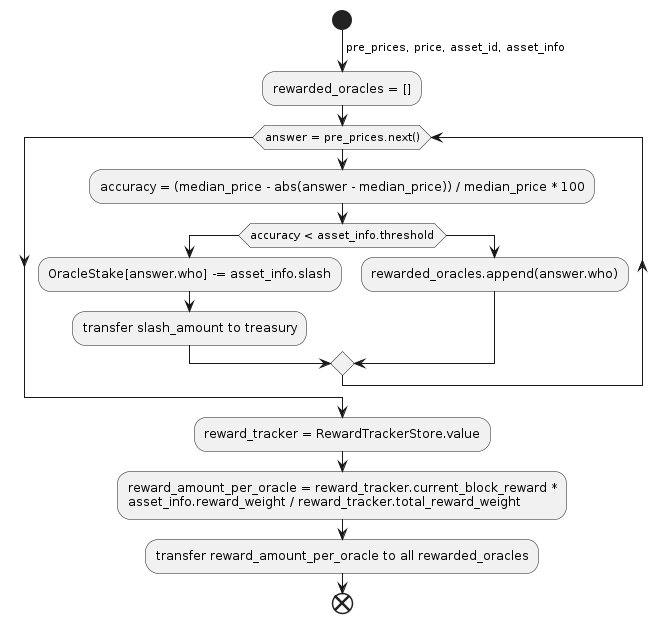 pre_prices, price, asset_id, asset_info
rewarded_oracles = []
answer = pre_prices.next()
accuracy = (median_price - abs(answer - median_price)) / median_price * 100
accuracy < asset_info.threshold
OracleStake[answer.who] -= asset_info.slash
rewarded_oracles.append(answer.who)
transfer slash_amount to treasury
reward_tracker = RewardTrackerStore.value
reward_amount_per_oracle = reward_tracker.current_block_reward *
asset_info.reward_weight / reward_tracker.total_reward_weight
transfer reward_amount_per_oracle to all rewarded_oracles